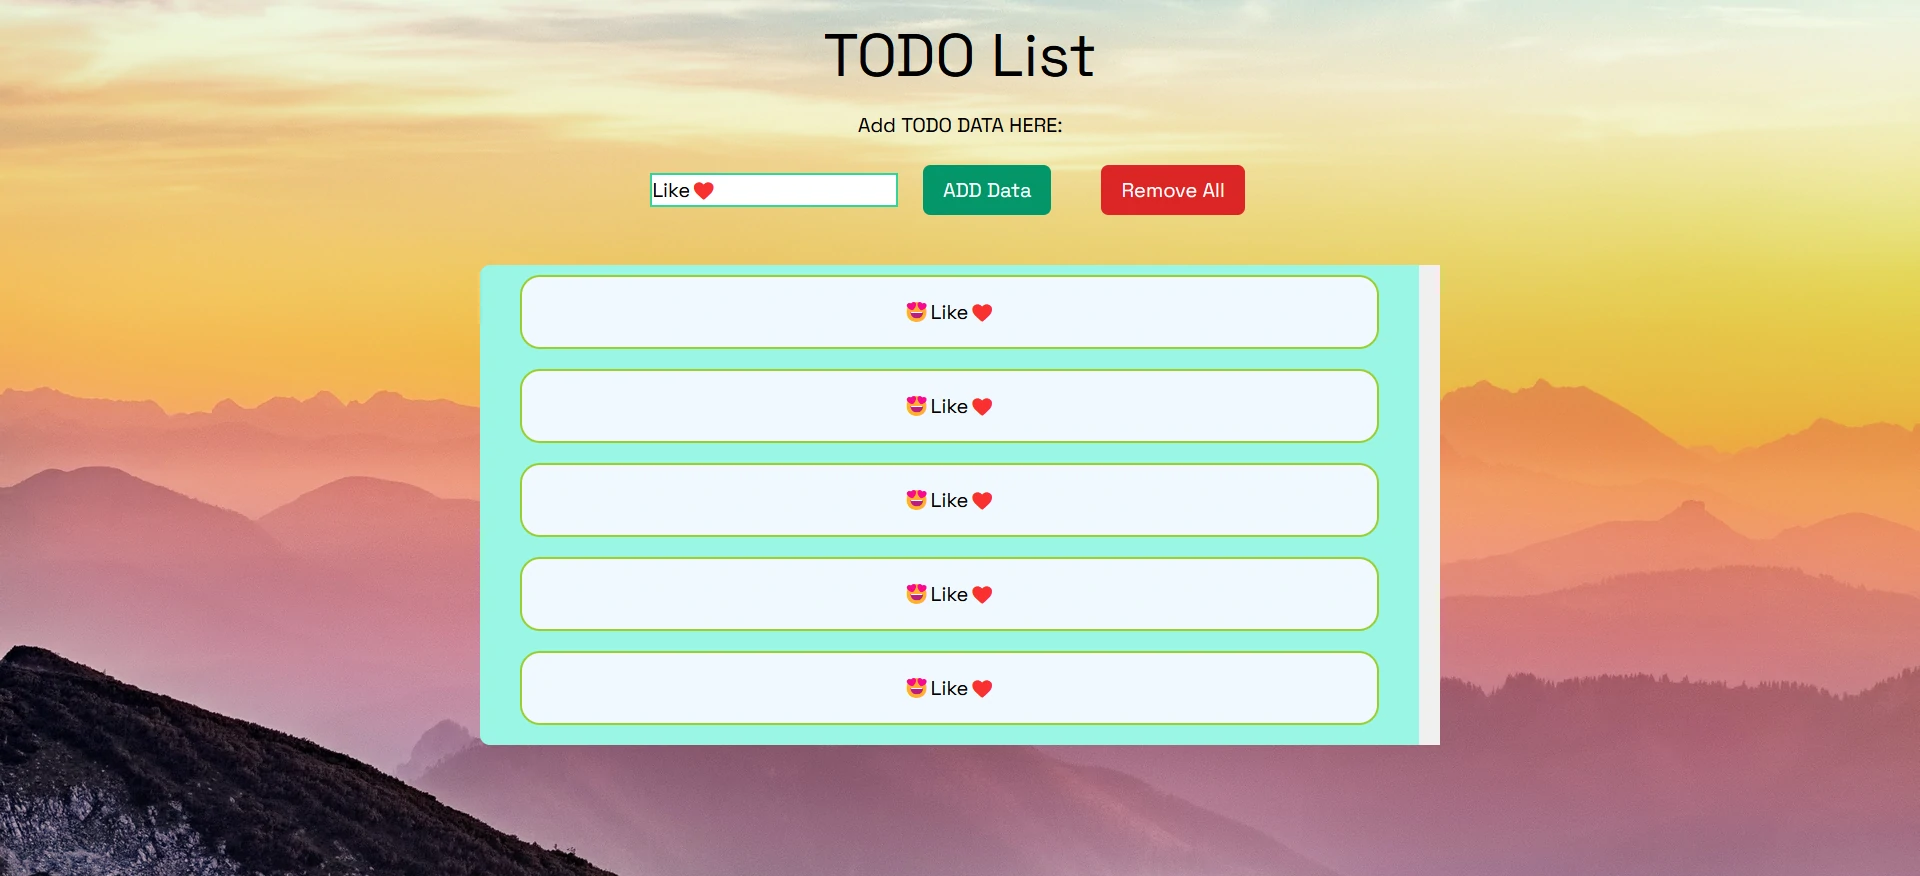 TODO List
Add TODO DATA HERE:
Like❤️ ADD Data Remove All
😍Like❤️
😍Like❤️
😍Like❤️
😍Like❤️
😍Like❤️